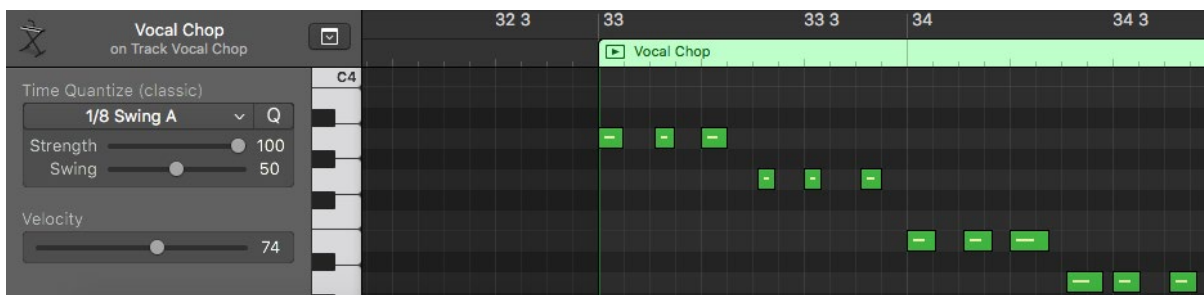 Vocal Chop
on Track Vocal Chop
Time Quantize (classic)
1/8 Swing A
Q
Strength 100
Swing 50
Velocity
74
32 3 33 33 3 34 34 3
Vocal Chop
C4